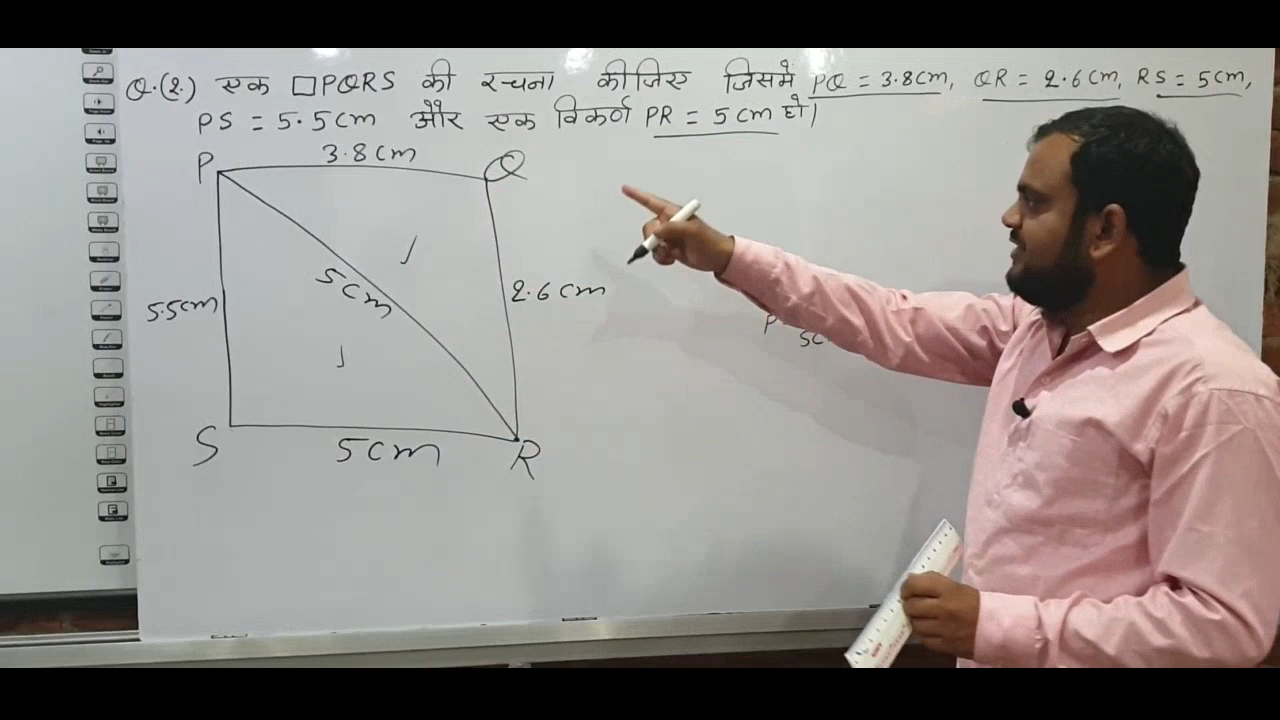 Q.(2.) एक □PQRS की रचना कीजिए जिसमें PQ = 3.8cm, QR = 2.6cm, RS = 5cm,
PS = 5.5cm और एक विकर्ण PR = 5cm हो।
P 3.8cm Q
5cm
5.5cm
2.6cm
S 5cm R
P